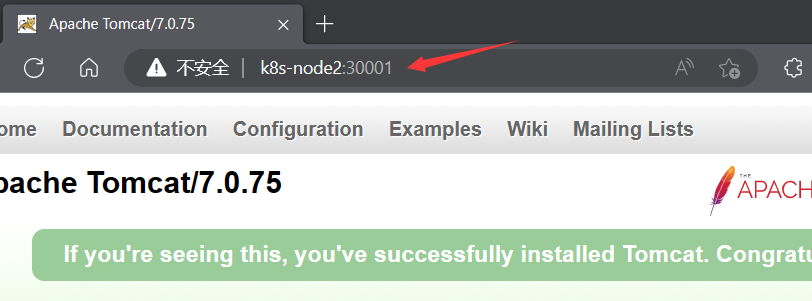 Apache Tomcat/7.0.75
不安全 k8s-node2:30001
ome Documentation Configuration Examples Wiki Mailing Lists
pache Tomcat/7.0.75
THE
APACH
If you're seeing this, you've successfully installed Tomcat. Congratu